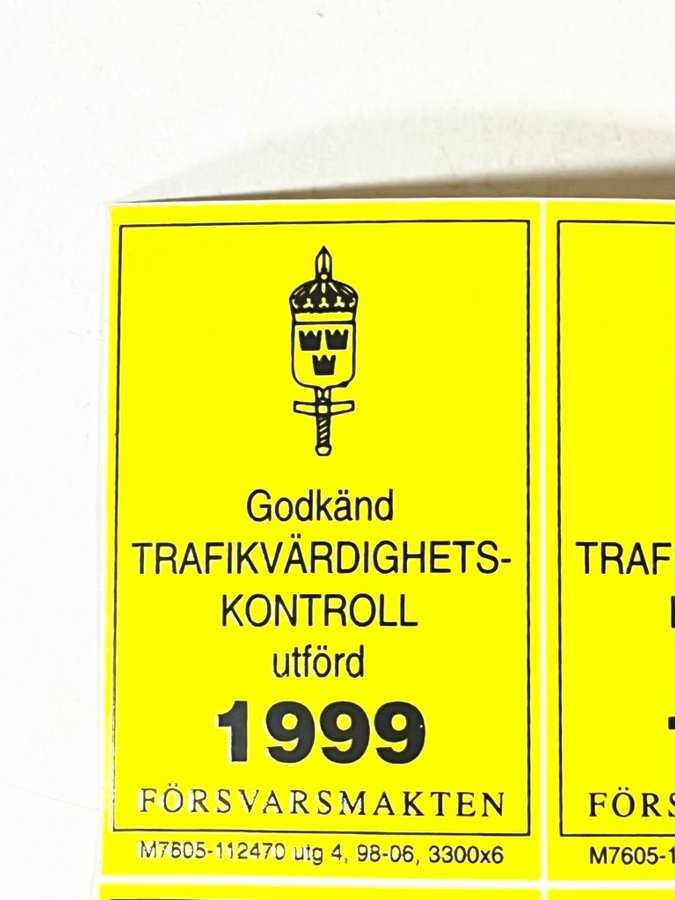 Godkänd
TRAFIKVÄRDIGHETS-
KONTROLL
utförd
1999
FÖRSVARSMAKTEN
M7605-112470 utg 4, 98-06, 3300x6
TRAF
FÖRS
M7605-1